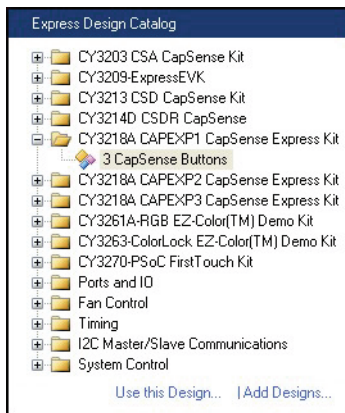 Express Design Catalog
CY3203 CSA CapSense Kit
CY3209-ExpressEVK
CY3213 CSD CapSense Kit
CY3214D CSDR CapSense
CY3218A CAPEXP1 CapSense Express Kit
3 CapSense Buttons
CY3218A CAPEXP2 CapSense Express Kit
CY3218A CAPEXP3 CapSense Express Kit
CY3261A-RGB EZ-Color(TM) Demo Kit
CY3263-ColorLock EZ-Color(TM) Demo Kit
CY3270-PSoC FirstTouch Kit
Ports and IO
Fan Control
Timing
I2C Master/Slave Communications
System Control
Use this Design... | Add Designs...